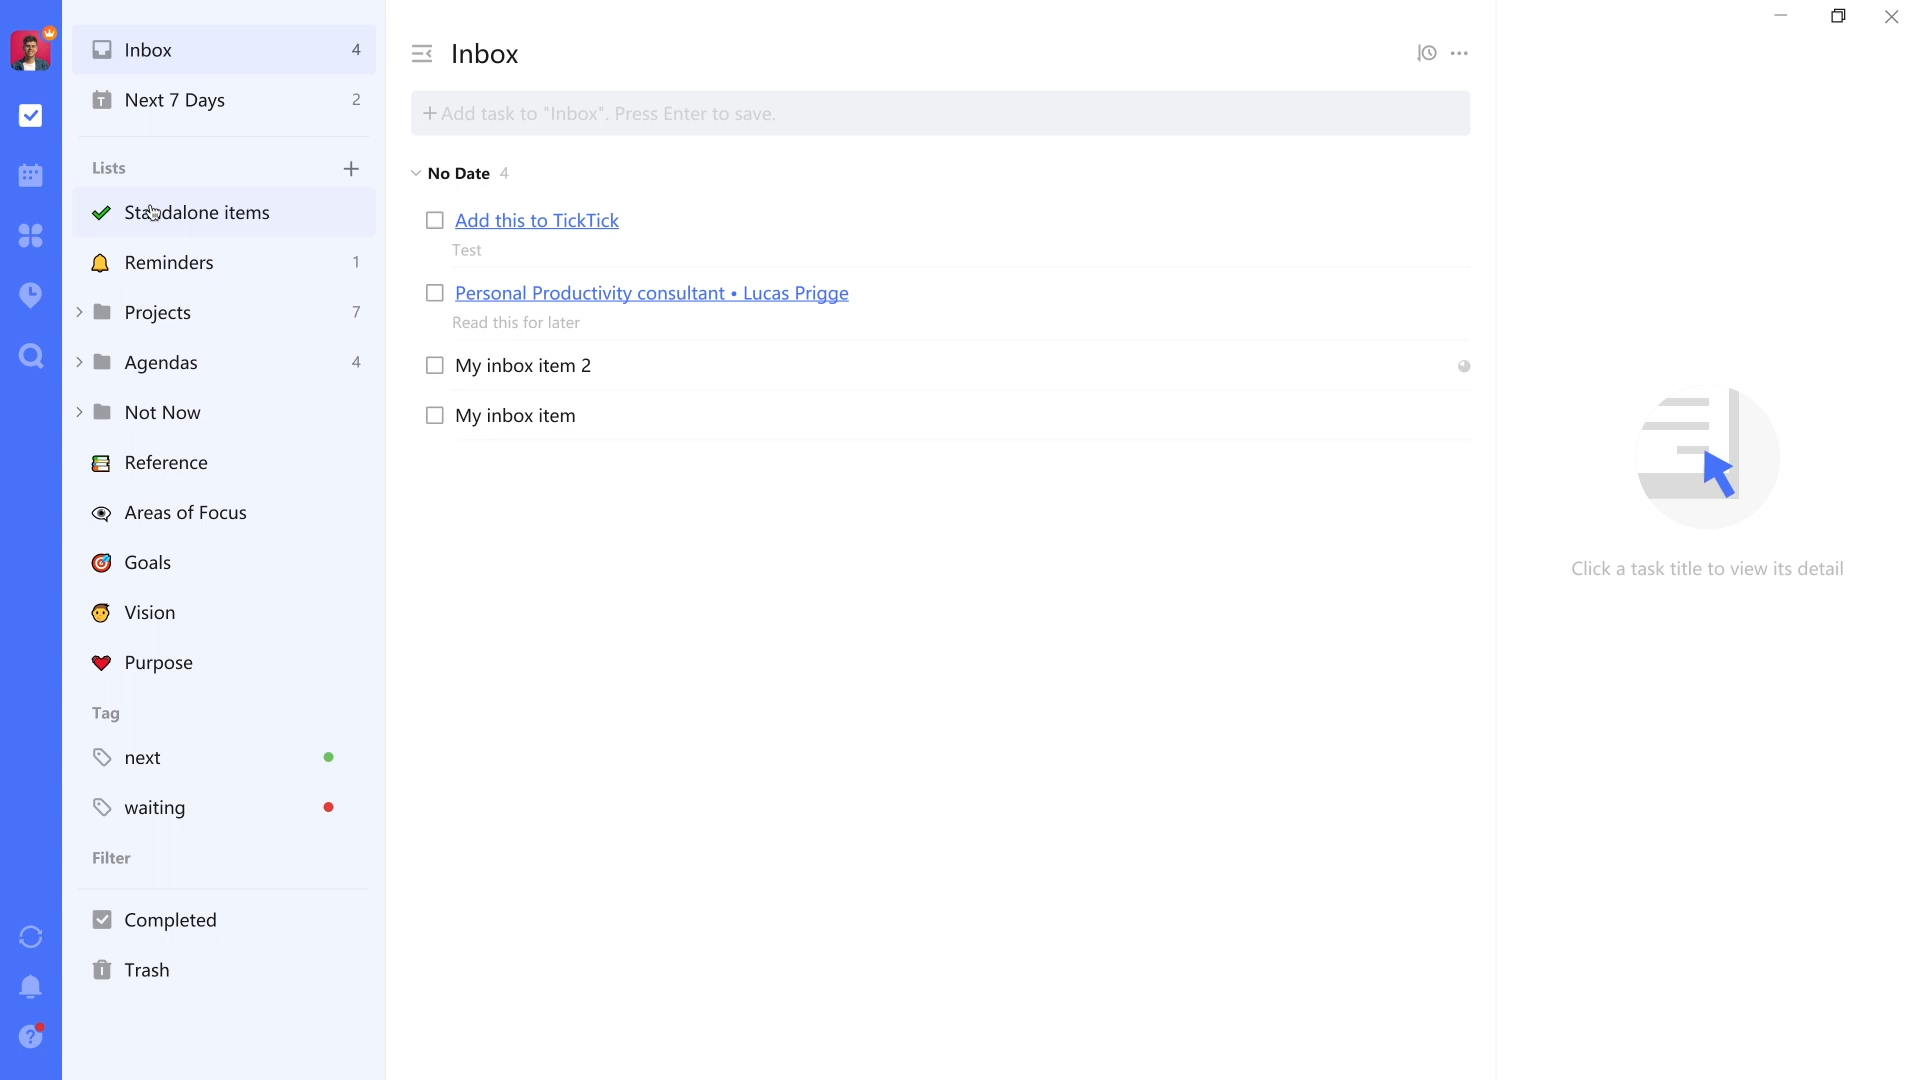 Inbox 4
Next 7 Days 2
Lists
Standalone items
Reminders 1
Projects 7
Agendas 4
Not Now
Reference
Areas of Focus
Goals
Vision
Purpose
Tag
next
waiting
Filter
Completed
Trash
Inbox
+ Add task to "Inbox". Press Enter to save.
No Date 4
Add this to TickTick
Test
Personal Productivity consultant • Lucas Prigge
Read this for later
My inbox item 2
My inbox item
Click a task title to view its detail